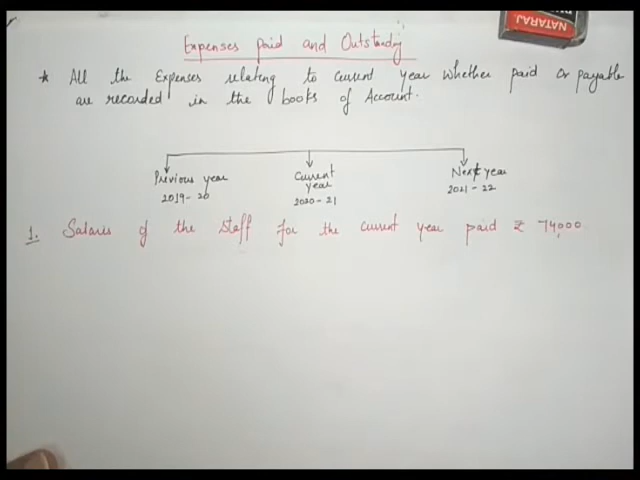 NATARAJ
Expenses Paid and Outstanding
* All the Expenses relating to current year whether paid or payable
are recorded in the books of Account.
Previous year
2019-20
Current
year
2020-21
Next year
2021-22
1. Salaris of the Staff for the current year paid ₹ 74,000